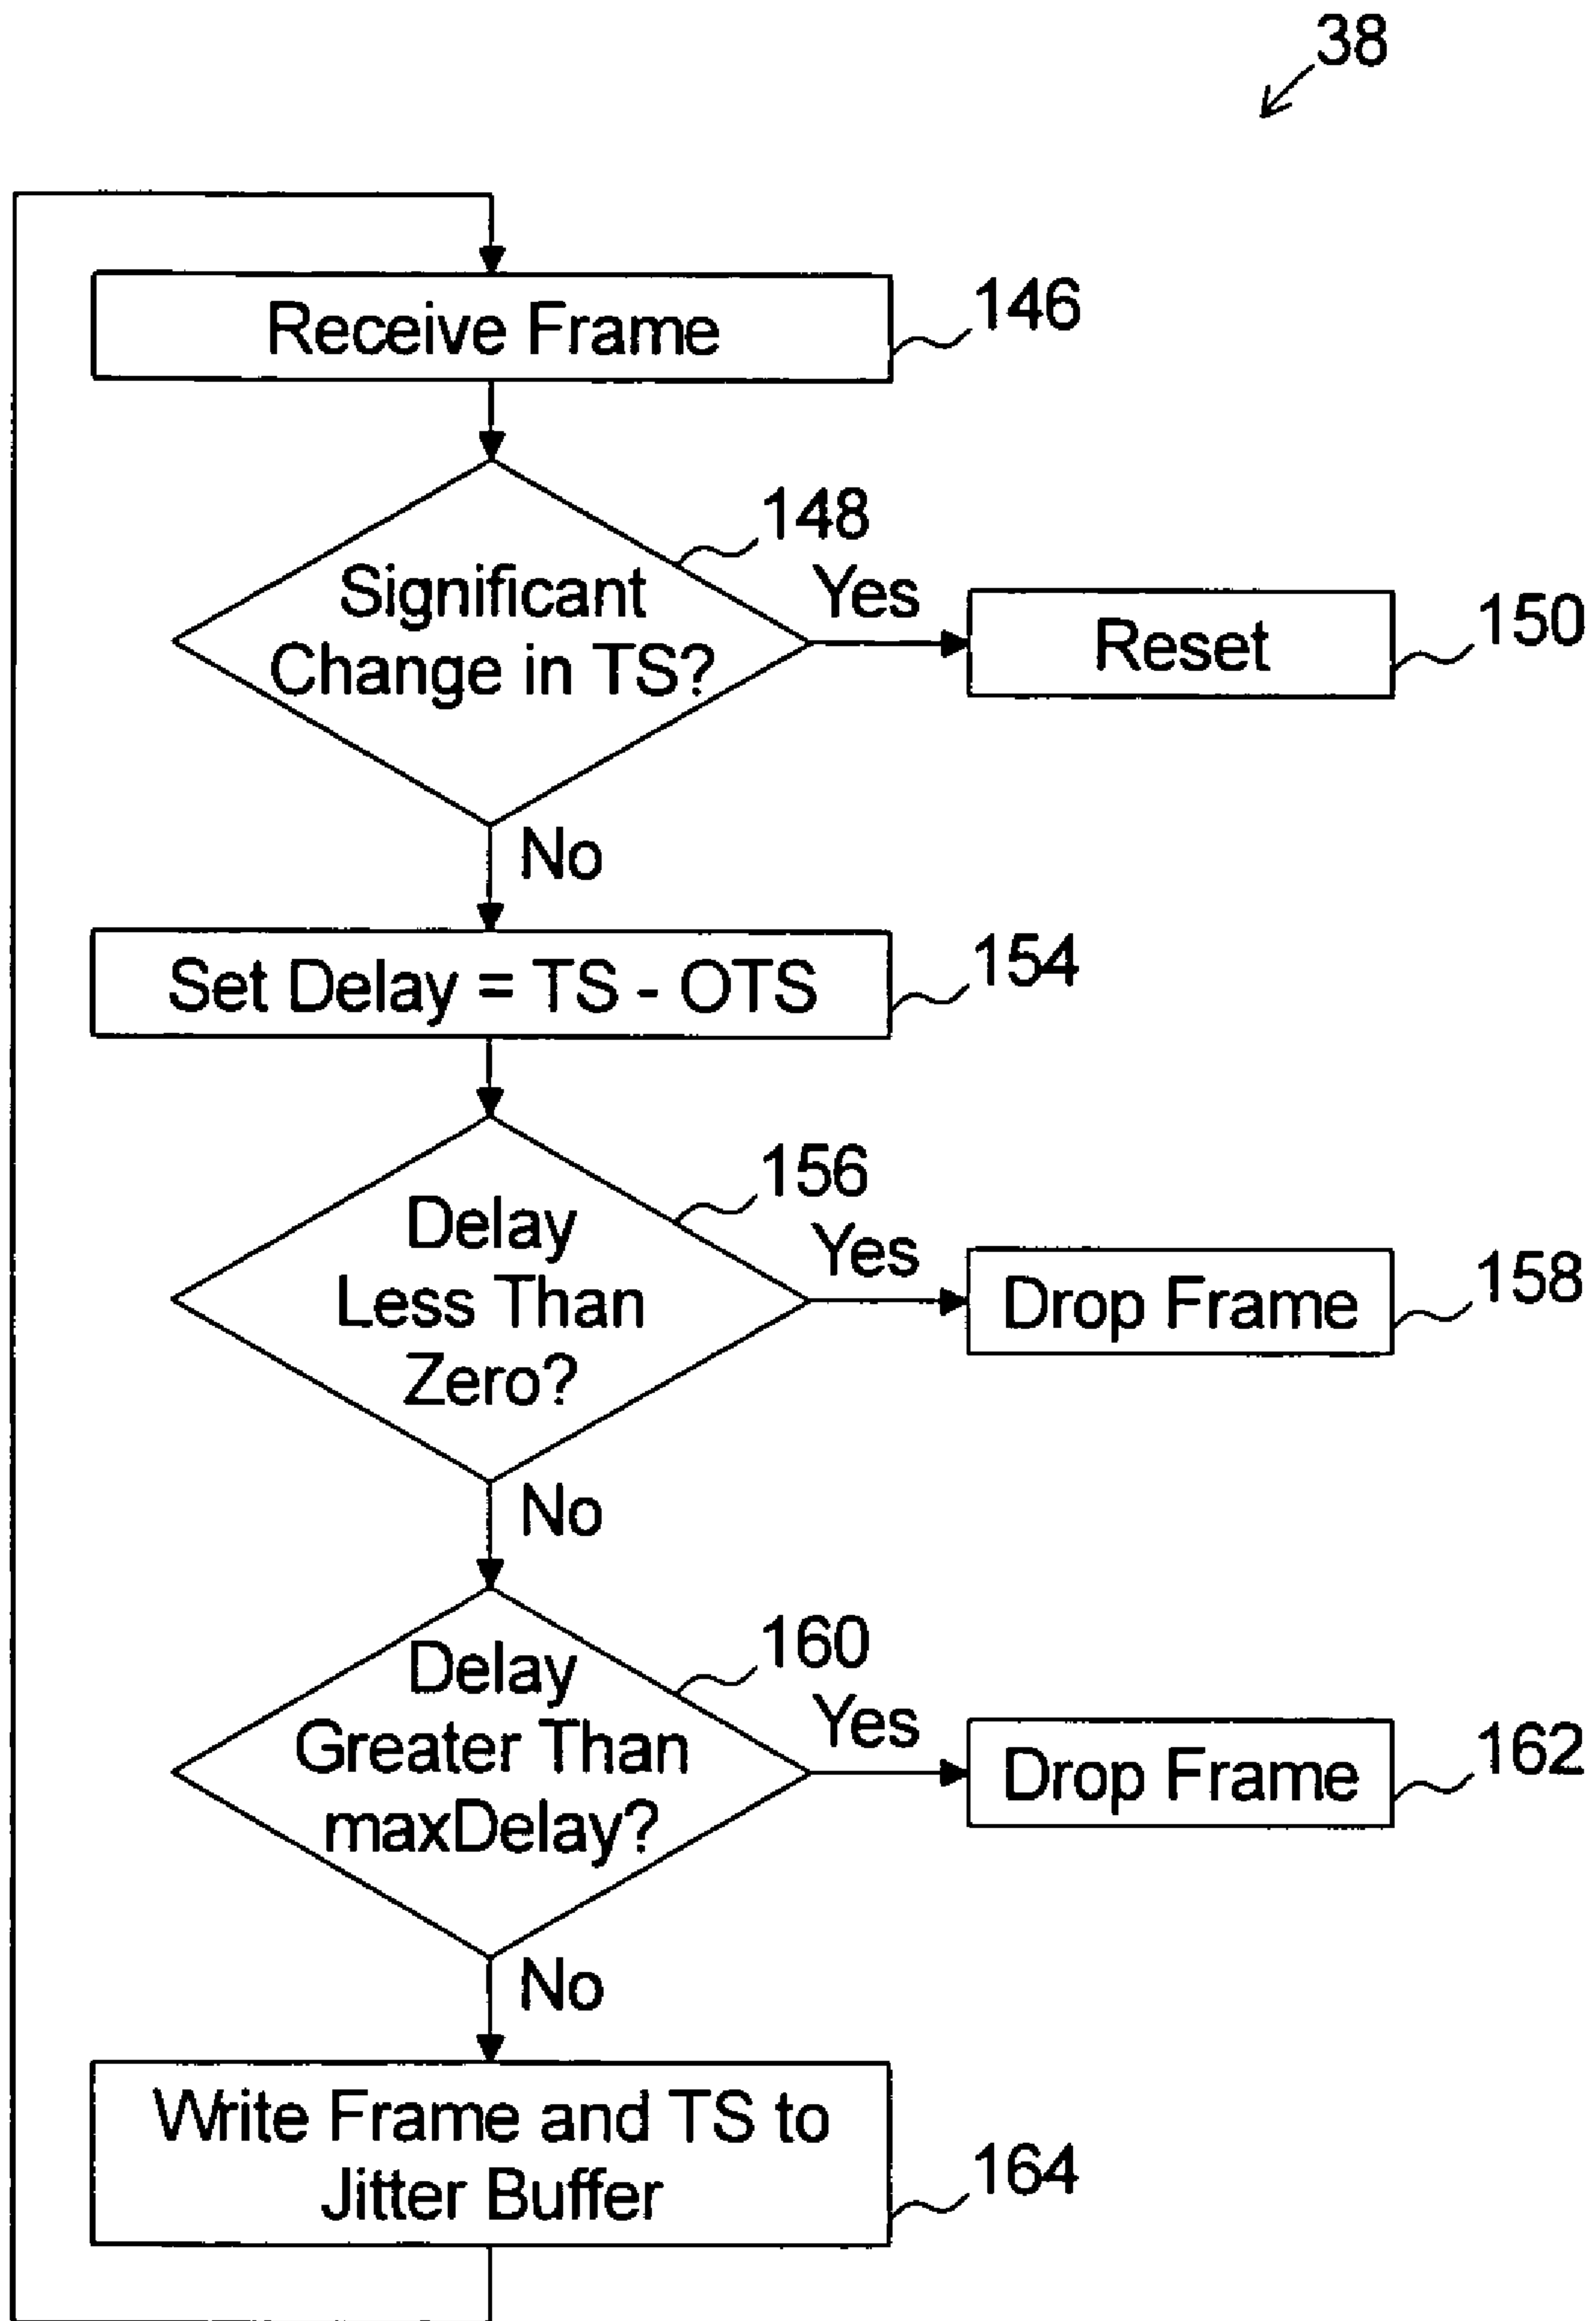 38
Receive Frame
146
148
Significant
Change in TS?
Yes
Reset
150
No
Set Delay = TS - OTS
154
156
Delay
Less Than
Zero?
Yes
Drop Frame
158
No
160
Delay
Greater Than
maxDelay?
Yes
Drop Frame
162
No
Write Frame and TS to
Jitter Buffer
164